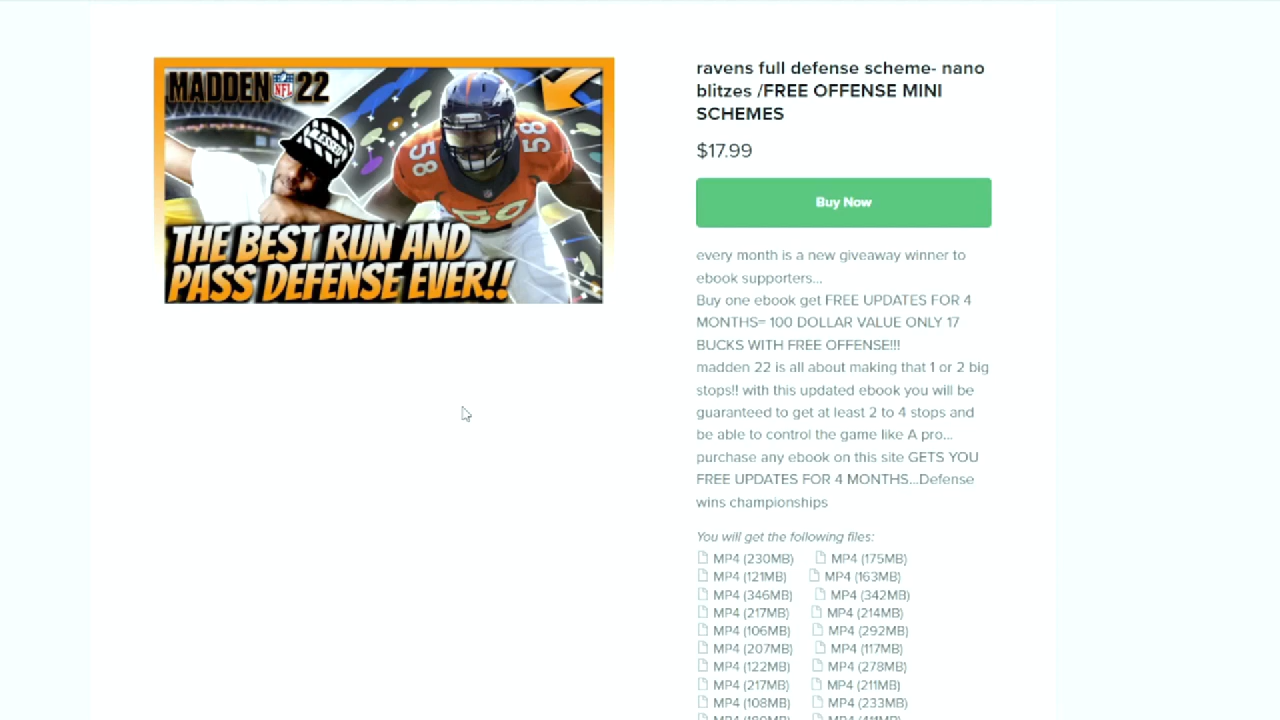 MADDEN NFL 22
BLESSED
58
58
THE BEST RUN AND
PASS DEFENSE EVER!!
ravens full defense scheme- nano
blitzes /FREE OFFENSE MINI
SCHEMES
$17.99
Buy Now
every month is a new giveaway winner to
ebook supporters...
Buy one ebook get FREE UPDATES FOR 4
MONTHS= 100 DOLLAR VALUE ONLY 17
BUCKS WITH FREE OFFENSE!!!
madden 22 is all about making that 1 or 2 big
stops!! with this updated ebook you will be
guaranteed to get at least 2 to 4 stops and
be able to control the game like A pro...
purchase any ebook on this site GETS YOU
FREE UPDATES FOR 4 MONTHS...Defense
wins championships
You will get the following files:
MP4 (230MB) MP4 (175MB)
MP4 (121MB) MP4 (163MB)
MP4 (346MB) MP4 (342MB)
MP4 (217MB) MP4 (214MB)
MP4 (106MB) MP4 (292MB)
MP4 (207MB) MP4 (117MB)
MP4 (122MB) MP4 (278MB)
MP4 (217MB) MP4 (211MB)
MP4 (108MB) MP4 (233MB)